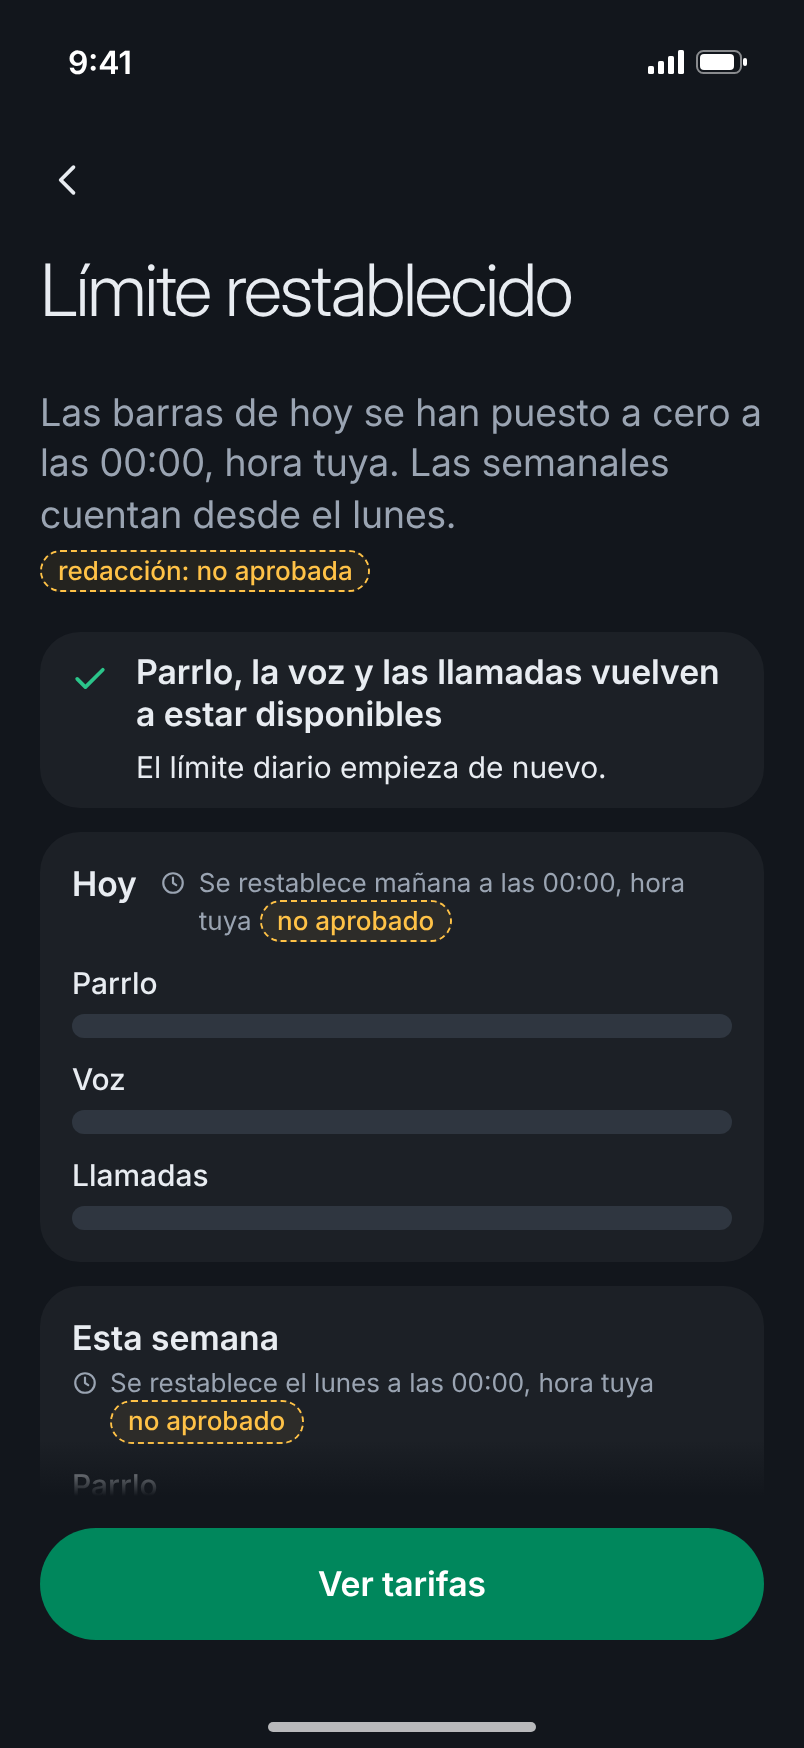 9:41
Límite restablecido
Las barras de hoy se han puesto a cero a
las 00:00, hora tuya. Las semanales
cuentan desde el lunes.
redacción: no aprobada
Parrlo, la voz y las llamadas vuelven
a estar disponibles
El límite diario empieza de nuevo.
Hoy Se restablece mañana a las 00:00, hora
tuya no aprobado
Parrlo
Voz
Llamadas
Esta semana
Se restablece el lunes a las 00:00, hora tuya
no aprobado
Parrlo
Ver tarifas